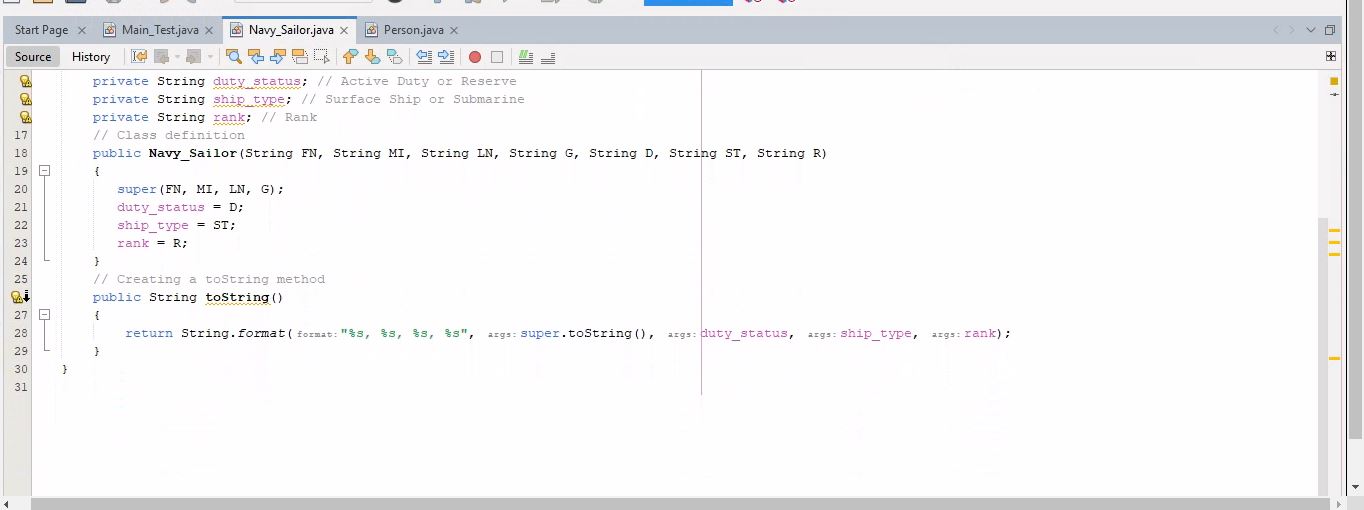 Start Page Main_Test.java Navy_Sailor.java Person.java
Source History
private String duty_status; // Active Duty or Reserve
private String ship_type; // Surface Ship or Submarine
private String rank; // Rank
17 // Class definition
18 public Navy_Sailor(String FN, String MI, String LN, String G, String D, String ST, String R)
19 {
20 super(FN, MI, LN, G);
21 duty_status = D;
22 ship_type = ST;
23 rank = R;
24 }
25 // Creating a toString method
public String toString()
27 {
28 return String.format( format: "%s, %s, %s, %s", args: super.toString(), args: duty_status, args: ship_type, args: rank);
29 }
30 }
31